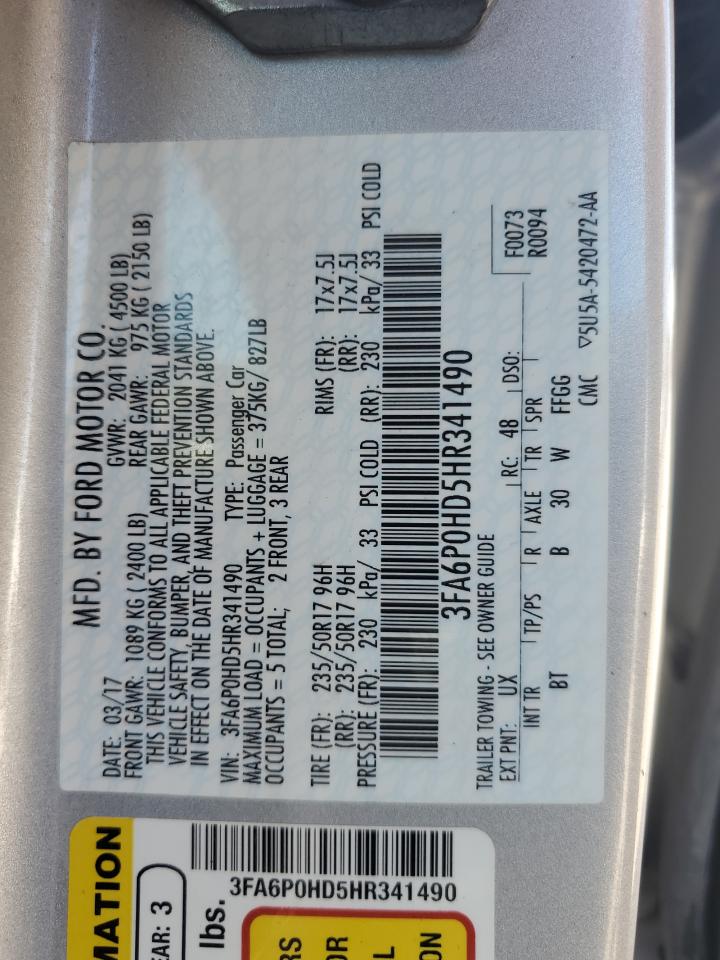 MFD. BY FORD MOTOR CO.
DATE: 03/17 GVWR: 2041 KG ( 4500 LB)
FRONT GAWR: 1089 KG ( 2400 LB) REAR GAWR: 975 KG ( 2150 LB)
THIS VEHICLE CONFORMS TO ALL APPLICABLE FEDERAL MOTOR
VEHICLE SAFETY, BUMPER, AND THEFT PREVENTION STANDARDS
IN EFFECT ON THE DATE OF MANUFACTURE SHOWN ABOVE.
VIN: 3FA6P0HD5HR341490 TYPE: Passenger Car
MAXIMUM LOAD = OCCUPANTS + LUGGAGE = 375KG/ 827LB
OCCUPANTS = 5 TOTAL; 2 FRONT, 3 REAR
TIRE (FR): 235/50R17 96H RIMS (FR): 17x7.5J
(RR): 235/50R17 96H (RR): 17x7.5J
PRESSURE (FR): 230 kPa/ 33 PSI COLD (RR): 230 kPa/ 33 PSI COLD
3FA6P0HD5HR341490
TRAILER TOWING - SEE OWNER GUIDE
F0073
EXT PNT: UX RC: 48 DSO: R0094
INT TR TP/PS R AXLE TR SPR
BT B 30 W FFGG
CMC ▽5U5A-5420472-AA
MATION
EAR: 3
lbs.
3FA6P0HD5HR341490
RS
OR
L
ON